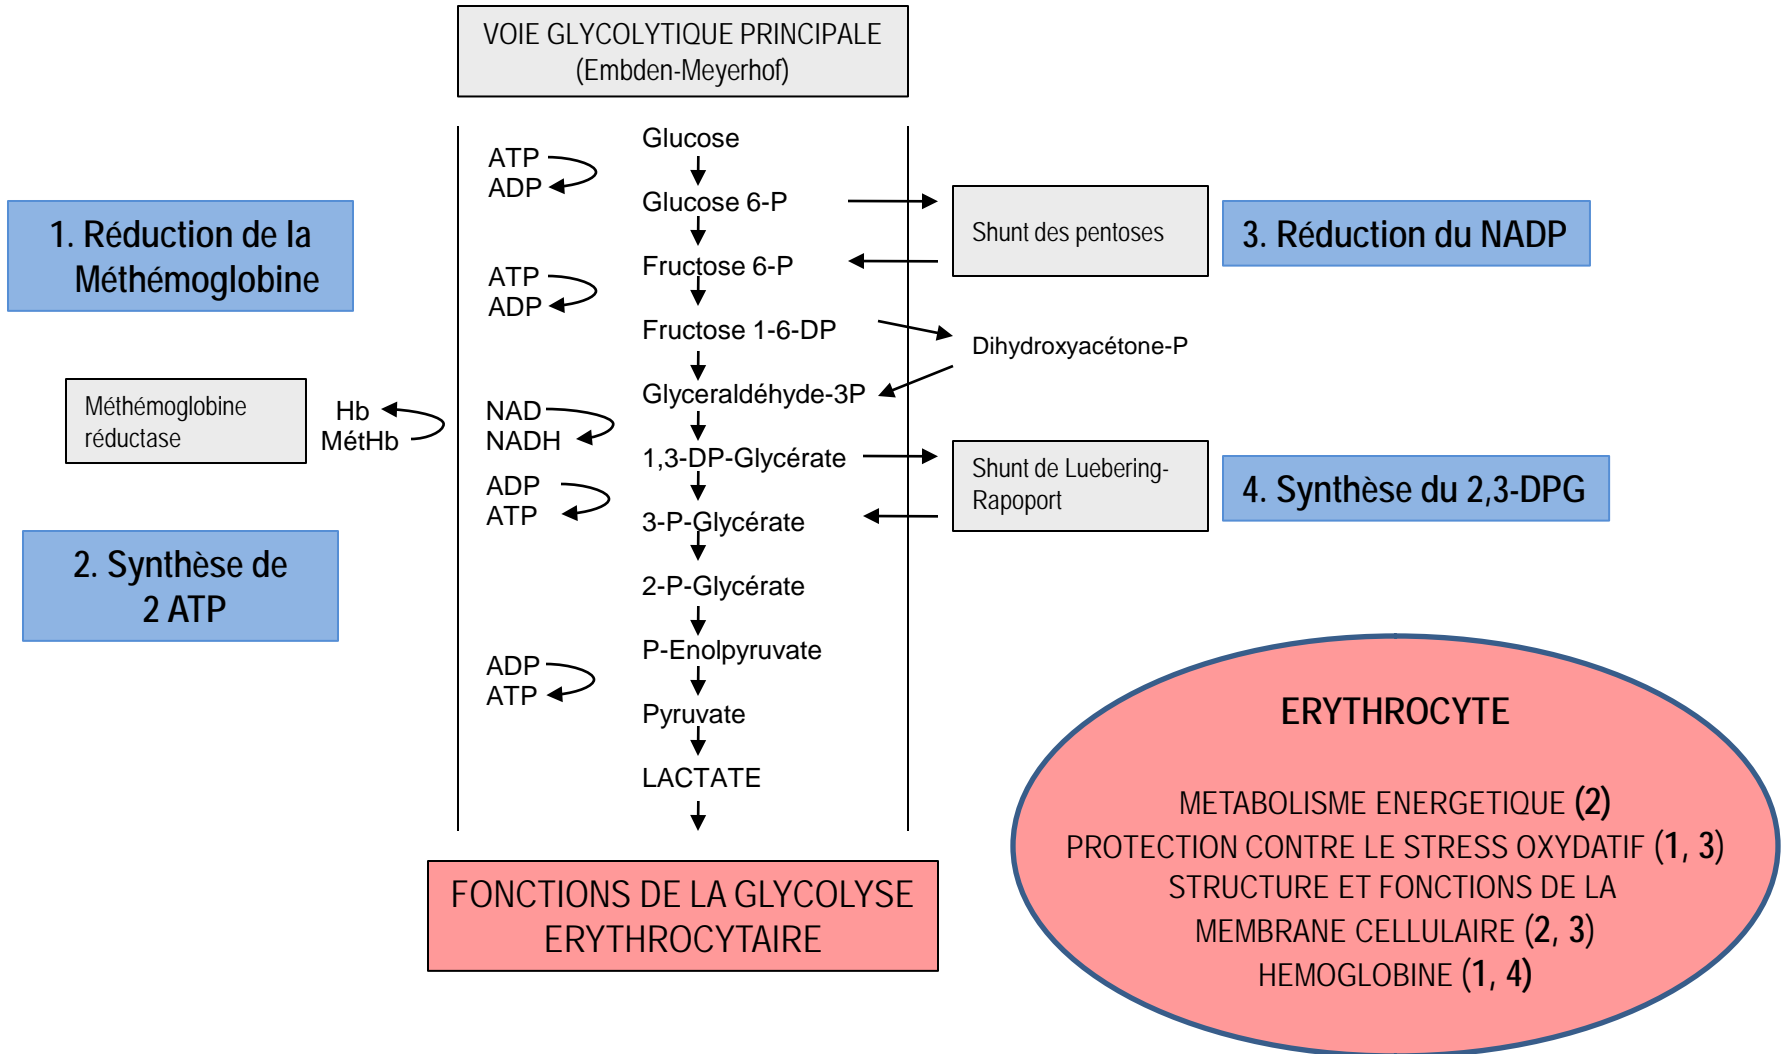 VOIE GLYCOLYTIQUE PRINCIPALE
(Embden-Meyerhof)
1. Réduction de la
Méthémoglobine
Méthémoglobine
réductase
Hb
MétHb
2. Synthèse de
2 ATP
ATP
ADP
ATP
ADP
NAD
NADH
ADP
ATP
ADP
ATP
Glucose
Glucose 6-P
Fructose 6-P
Fructose 1-6-DP
Glyceraldéhyde-3P
1,3-DP-Glycérate
3-P-Glycérate
2-P-Glycérate
P-Enolpyruvate
Pyruvate
LACTATE
Shunt des pentoses
3. Réduction du NADP
Dihydroxyacétone-P
Shunt de Luebering-
Rapoport
4. Synthèse du 2,3-DPG
FONCTIONS DE LA GLYCOLYSE
ERYTHROCYTAIRE
ERYTHROCYTE
METABOLISME ENERGETIQUE (2)
PROTECTION CONTRE LE STRESS OXYDATIF (1, 3)
STRUCTURE ET FONCTIONS DE LA
MEMBRANE CELLULAIRE (2, 3)
HEMOGLOBINE (1, 4)